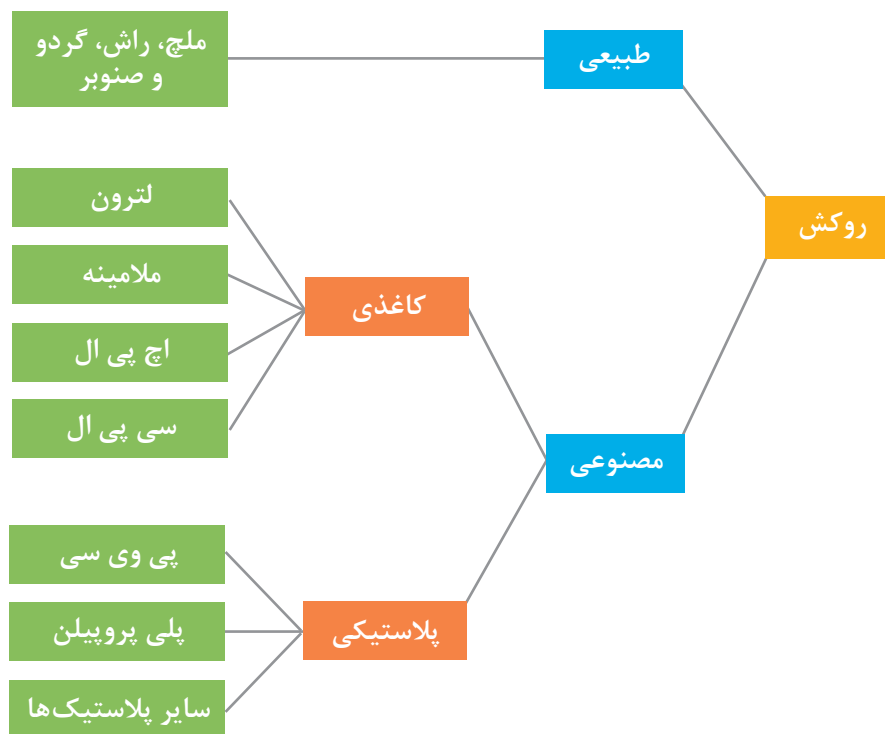 روکش
طبیعی
ملچ، راش، گردو
و صنوبر
مصنوعی
کاغذی
لترون
ملامینه
اچ پی ال
سی پی ال
پلاستیکی
پی وی سی
پلی پروپیلن
سایر پلاستیک‌ها